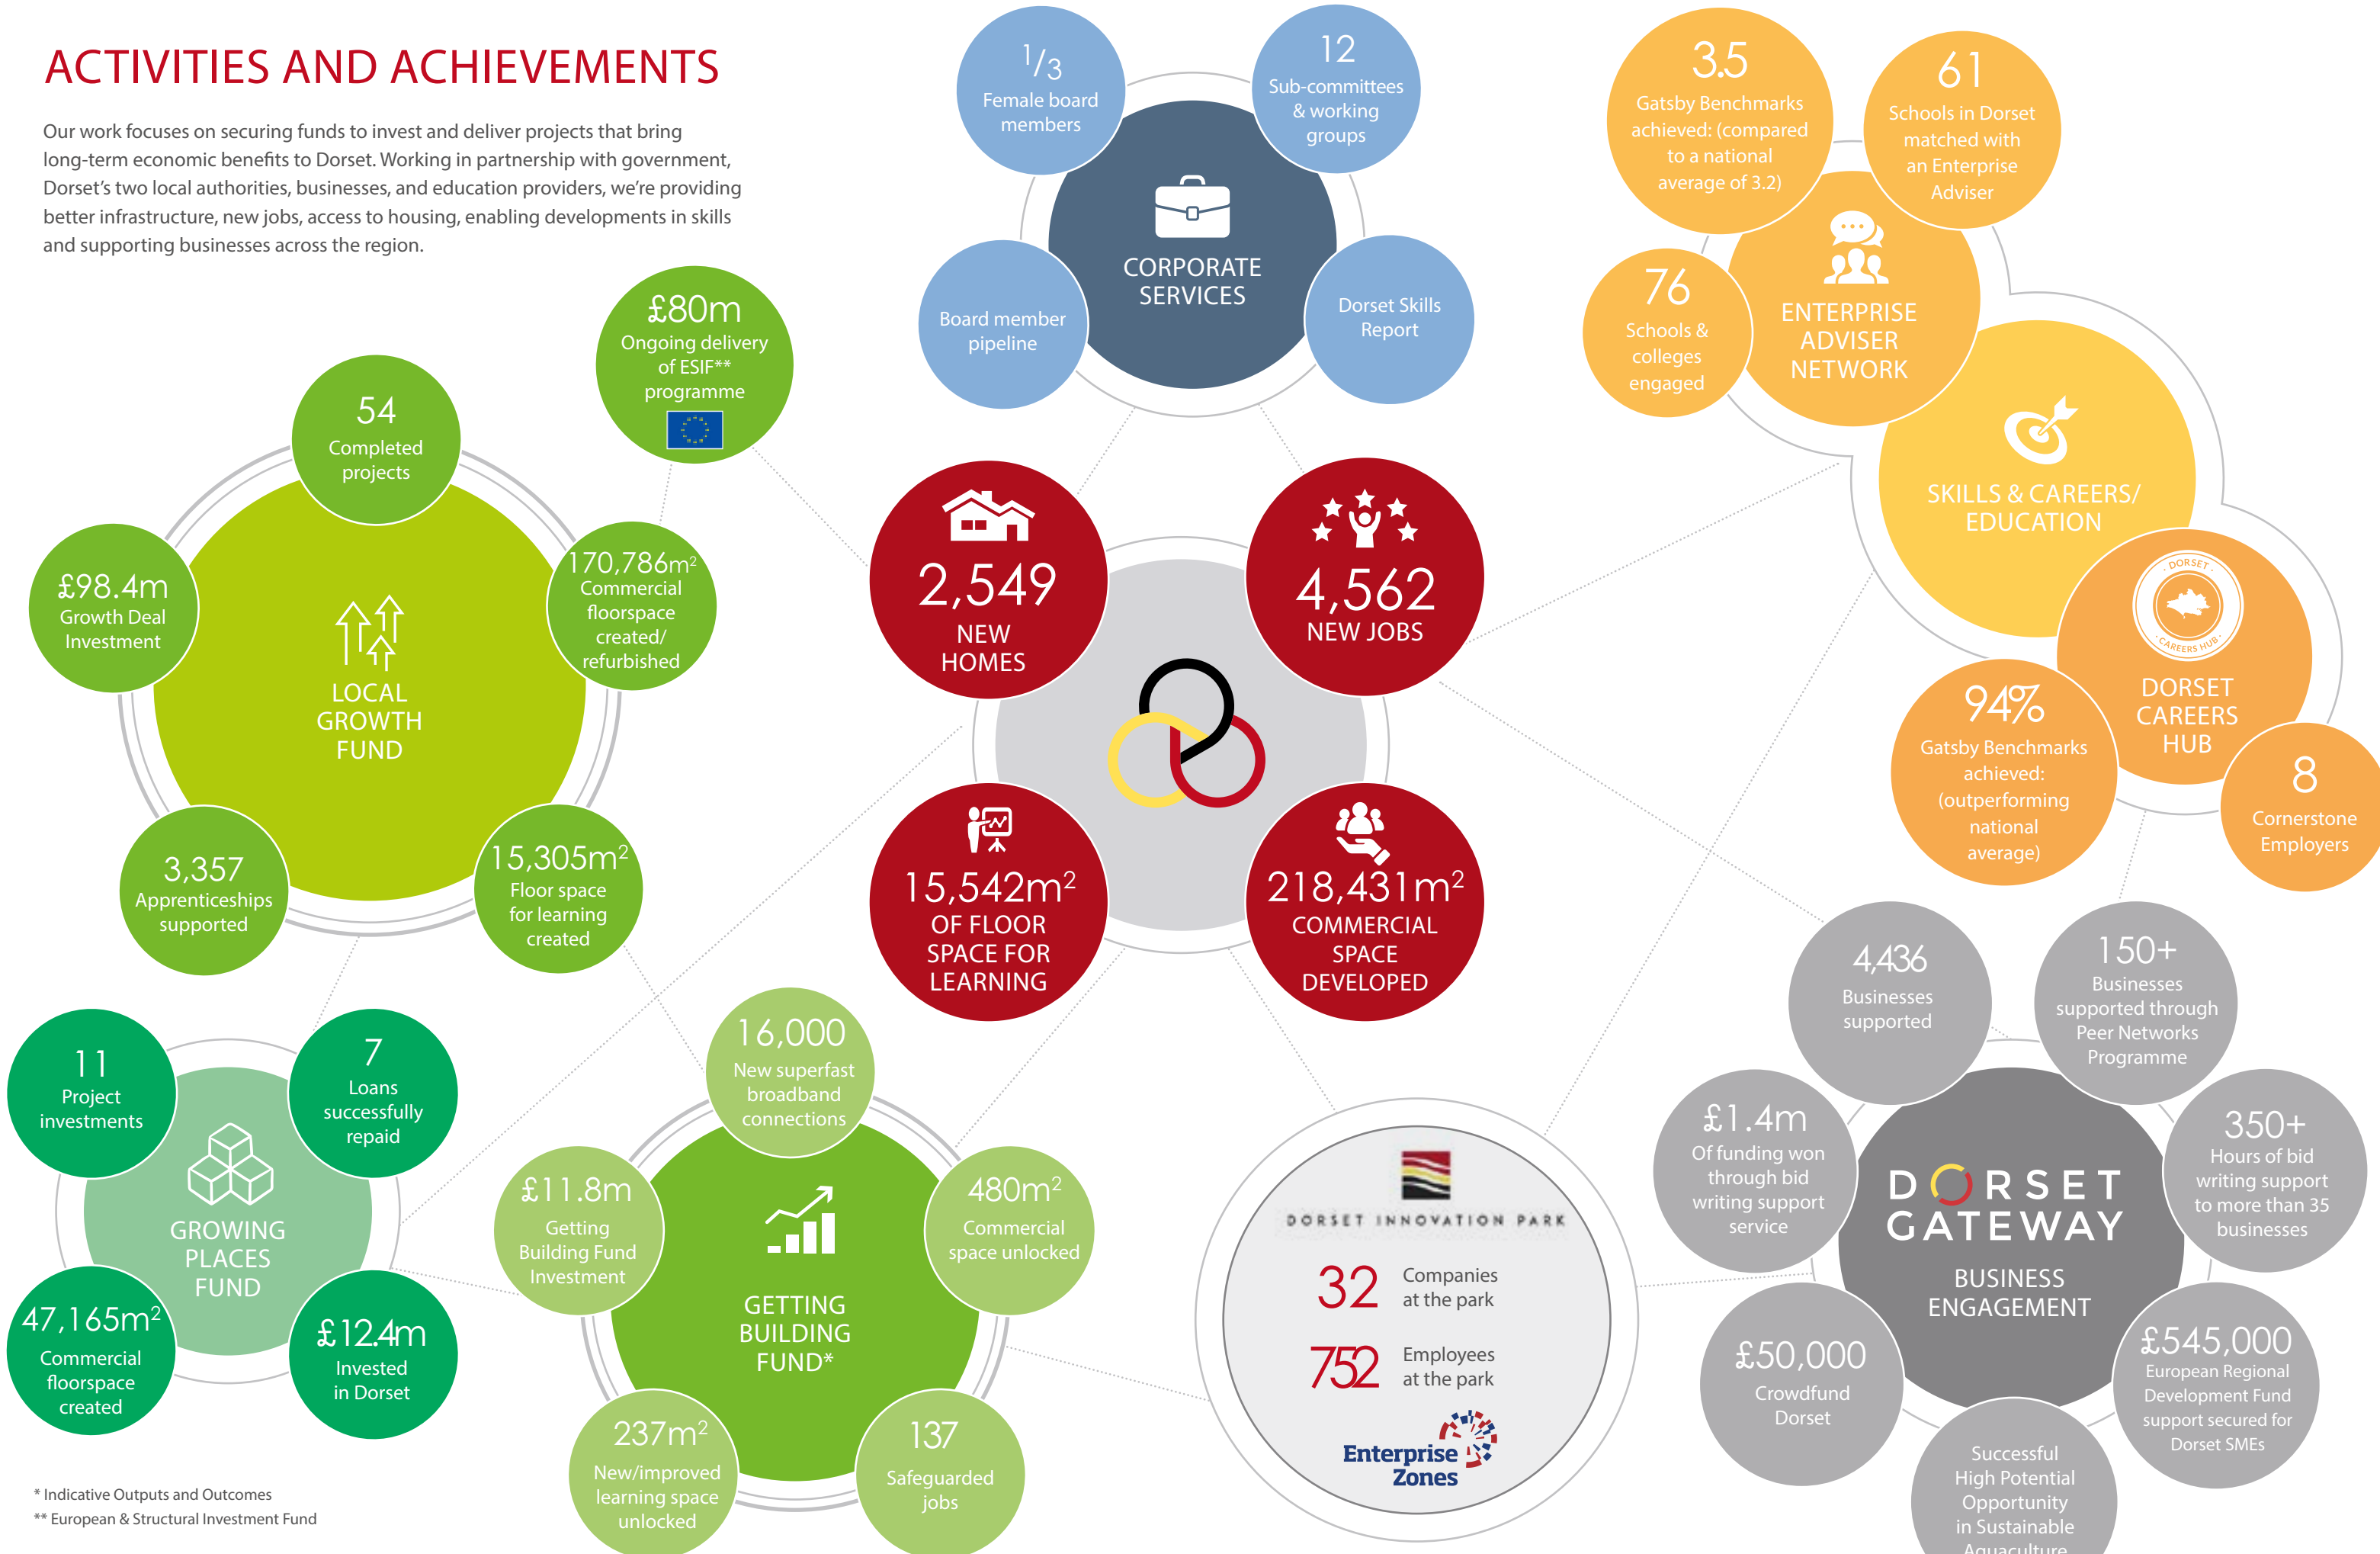 ACTIVITIES AND ACHIEVEMENTS
Our work focuses on securing funds to invest and deliver projects that bring
long-term economic benefits to Dorset. Working in partnership with government,
Dorset's two local authorities, businesses, and education providers, we're providing
better infrastructure, new jobs, access to housing, enabling developments in skills
and supporting businesses across the region.
1/3
Female board
members
12
Sub-committees
& working
groups
CORPORATE
SERVICES
Board member
pipeline
Dorset Skills
Report
3.5
Gatsby Benchmarks
achieved: (compared
to a national
average of 3.2)
61
Schools in Dorset
matched with
an Enterprise
Adviser
76
Schools &
colleges
engaged
ENTERPRISE
ADVISER
NETWORK
SKILLS & CAREERS/
EDUCATION
· DORSET ·
· CAREERS HUB ·
DORSET
CAREERS
HUB
94%
Gatsby Benchmarks
achieved:
(outperforming
national
average)
8
Cornerstone
Employers
£80m
Ongoing delivery
of ESIF**
programme
54
Completed
projects
£98.4m
Growth Deal
Investment
170,786m²
Commercial
floorspace
created/
refurbished
LOCAL
GROWTH
FUND
3,357
Apprenticeships
supported
15,305m²
Floor space
for learning
created
2,549
NEW
HOMES
4,562
NEW JOBS
15,542m²
OF FLOOR
SPACE FOR
LEARNING
218,431m²
COMMERCIAL
SPACE
DEVELOPED
11
Project
investments
7
Loans
successfully
repaid
GROWING
PLACES
FUND
47,165m²
Commercial
floorspace
created
£12.4m
Invested
in Dorset
16,000
New superfast
broadband
connections
£11.8m
Getting
Building Fund
Investment
480m²
Commercial
space unlocked
GETTING
BUILDING
FUND*
237m²
New/improved
learning space
unlocked
137
Safeguarded
jobs
DORSET INNOVATION PARK
32
Companies
at the park
752
Employees
at the park
Enterprise
Zones
4,436
Businesses
supported
150+
Businesses
supported through
Peer Networks
Programme
£1.4m
Of funding won
through bid
writing support
service
350+
Hours of bid
writing support
to more than 35
businesses
DORSET
GATEWAY
BUSINESS
ENGAGEMENT
£50,000
Crowdfund
Dorset
£545,000
European Regional
Development Fund
support secured for
Dorset SMEs
Successful
High Potential
Opportunity
in Sustainable
Aquaculture
* Indicative Outputs and Outcomes
** European & Structural Investment Fund